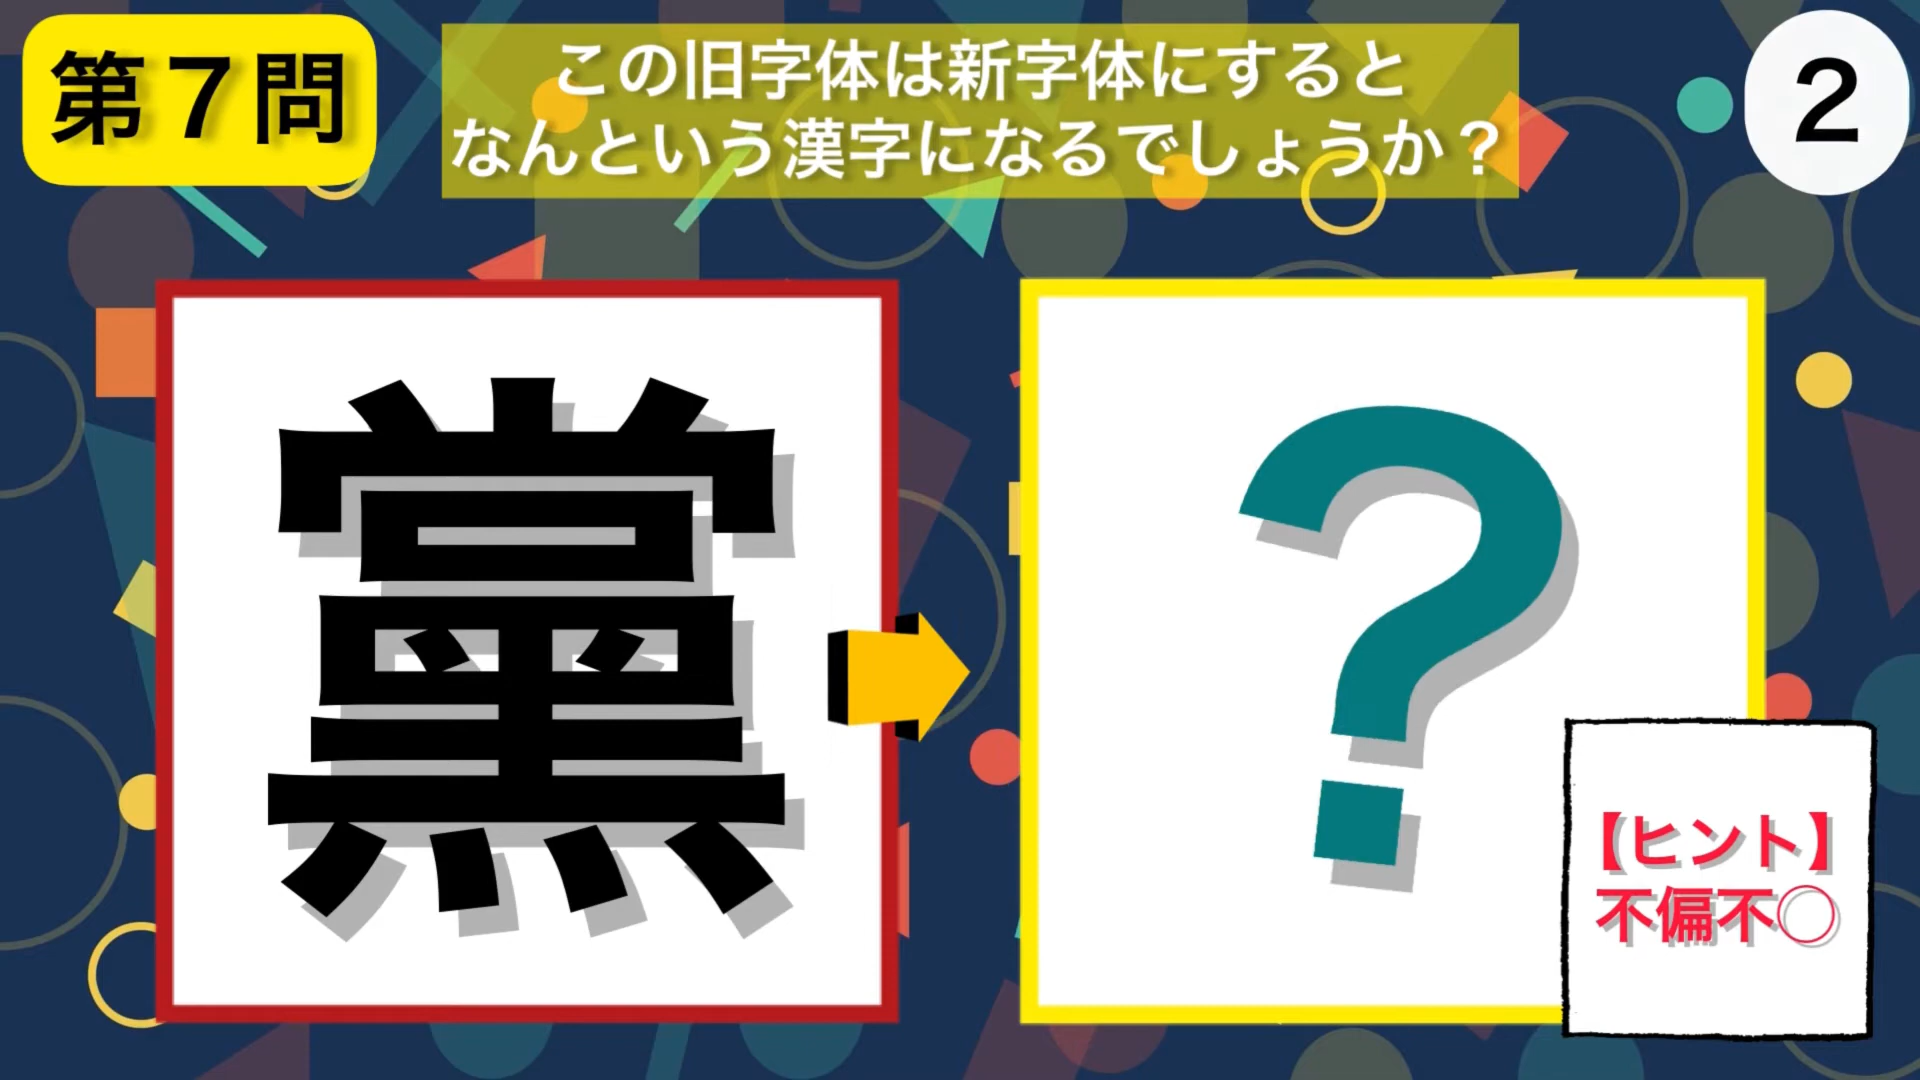 第7問
この旧字体は新字体にすると
なんという漢字になるでしょうか？
2
黨
?
【ヒント】
不偏不○